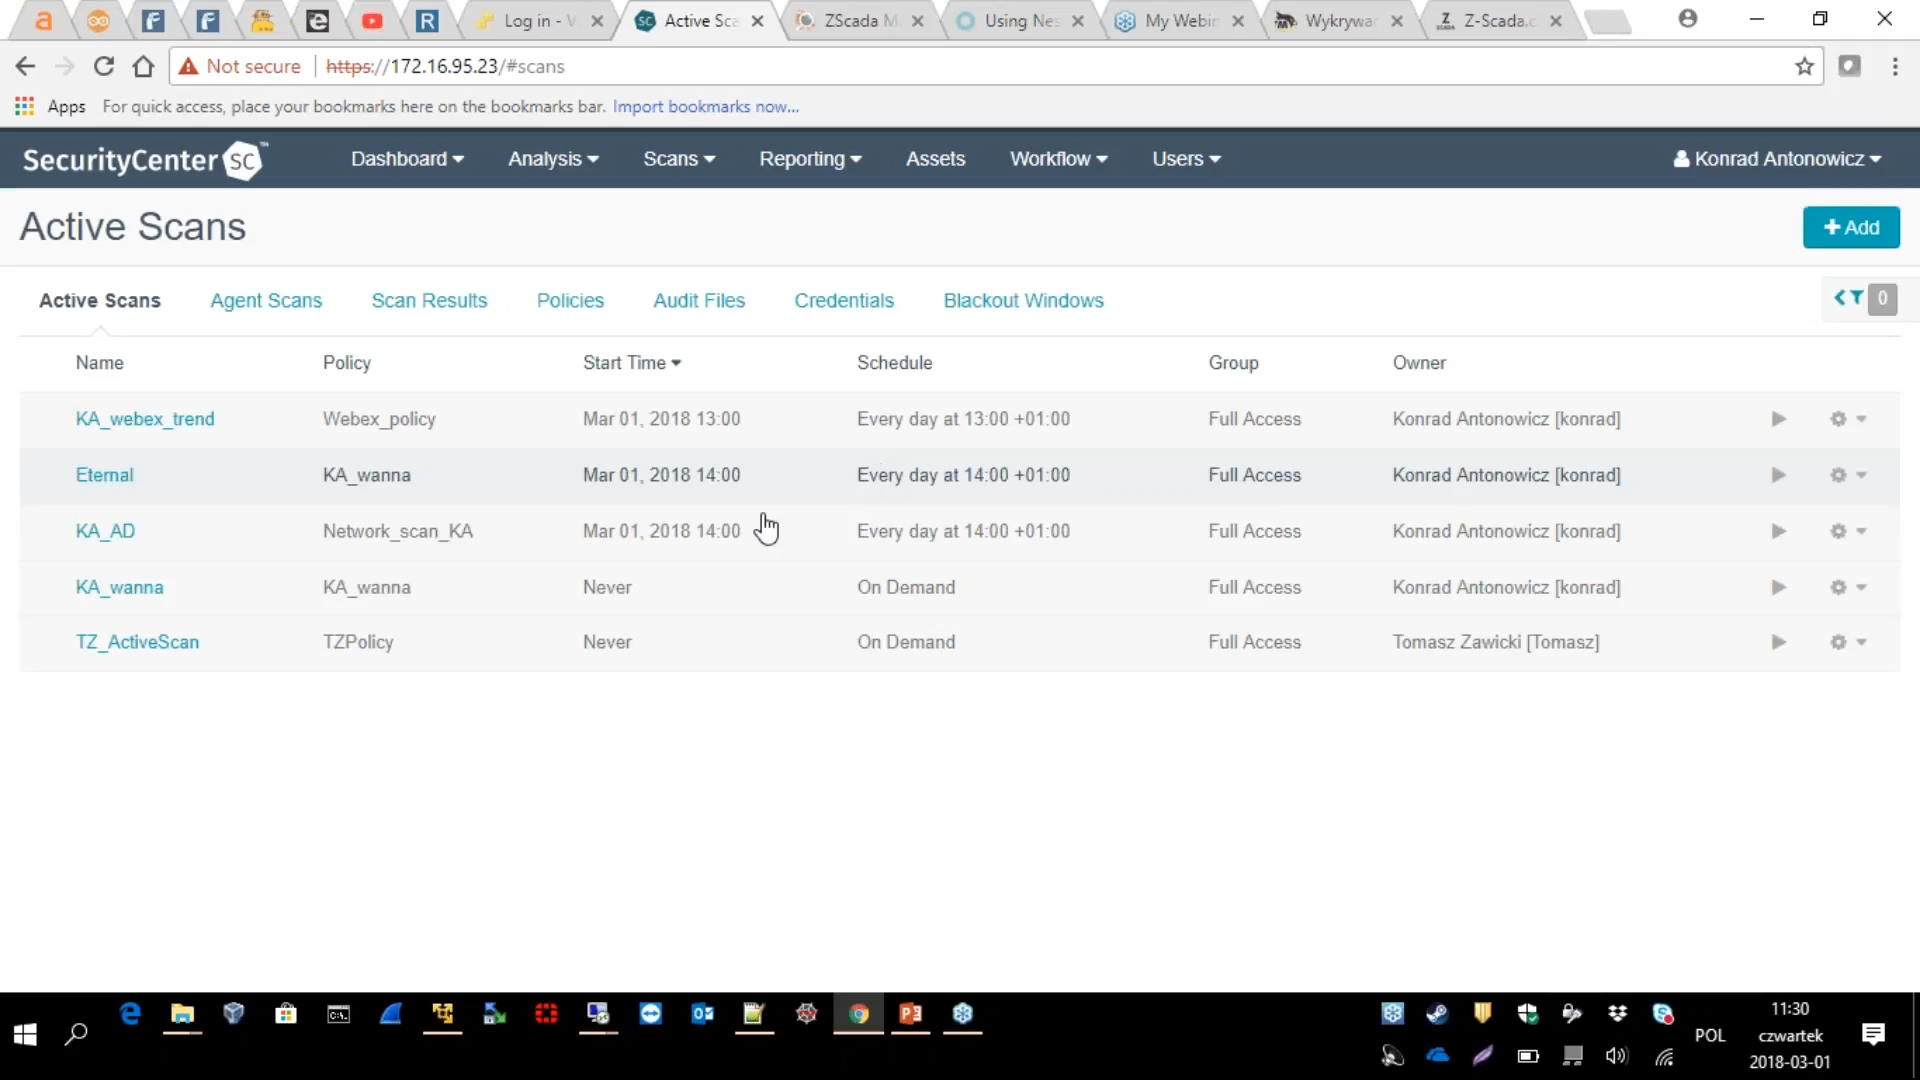 Log in - V
Active Sca
ZScada M
Using Nes
My Webin
Wykrywan
Z-Scada.c
Not secure https://172.16.95.23/#scans
Apps For quick access, place your bookmarks here on the bookmarks bar. Import bookmarks now...
SecurityCenter SC™ Dashboard Analysis Scans Reporting Assets Workflow Users Konrad Antonowicz
Active Scans
+ Add
Active Scans Agent Scans Scan Results Policies Audit Files Credentials Blackout Windows 0
Name Policy Start Time Schedule Group Owner
KA_webex_trend Webex_policy Mar 01, 2018 13:00 Every day at 13:00 +01:00 Full Access Konrad Antonowicz [konrad]
Eternal KA_wanna Mar 01, 2018 14:00 Every day at 14:00 +01:00 Full Access Konrad Antonowicz [konrad]
KA_AD Network_scan_KA Mar 01, 2018 14:00 Every day at 14:00 +01:00 Full Access Konrad Antonowicz [konrad]
KA_wanna KA_wanna Never On Demand Full Access Konrad Antonowicz [konrad]
TZ_ActiveScan TZPolicy Never On Demand Full Access Tomasz Zawicki [Tomasz]
POL
11:30
czwartek
2018-03-01